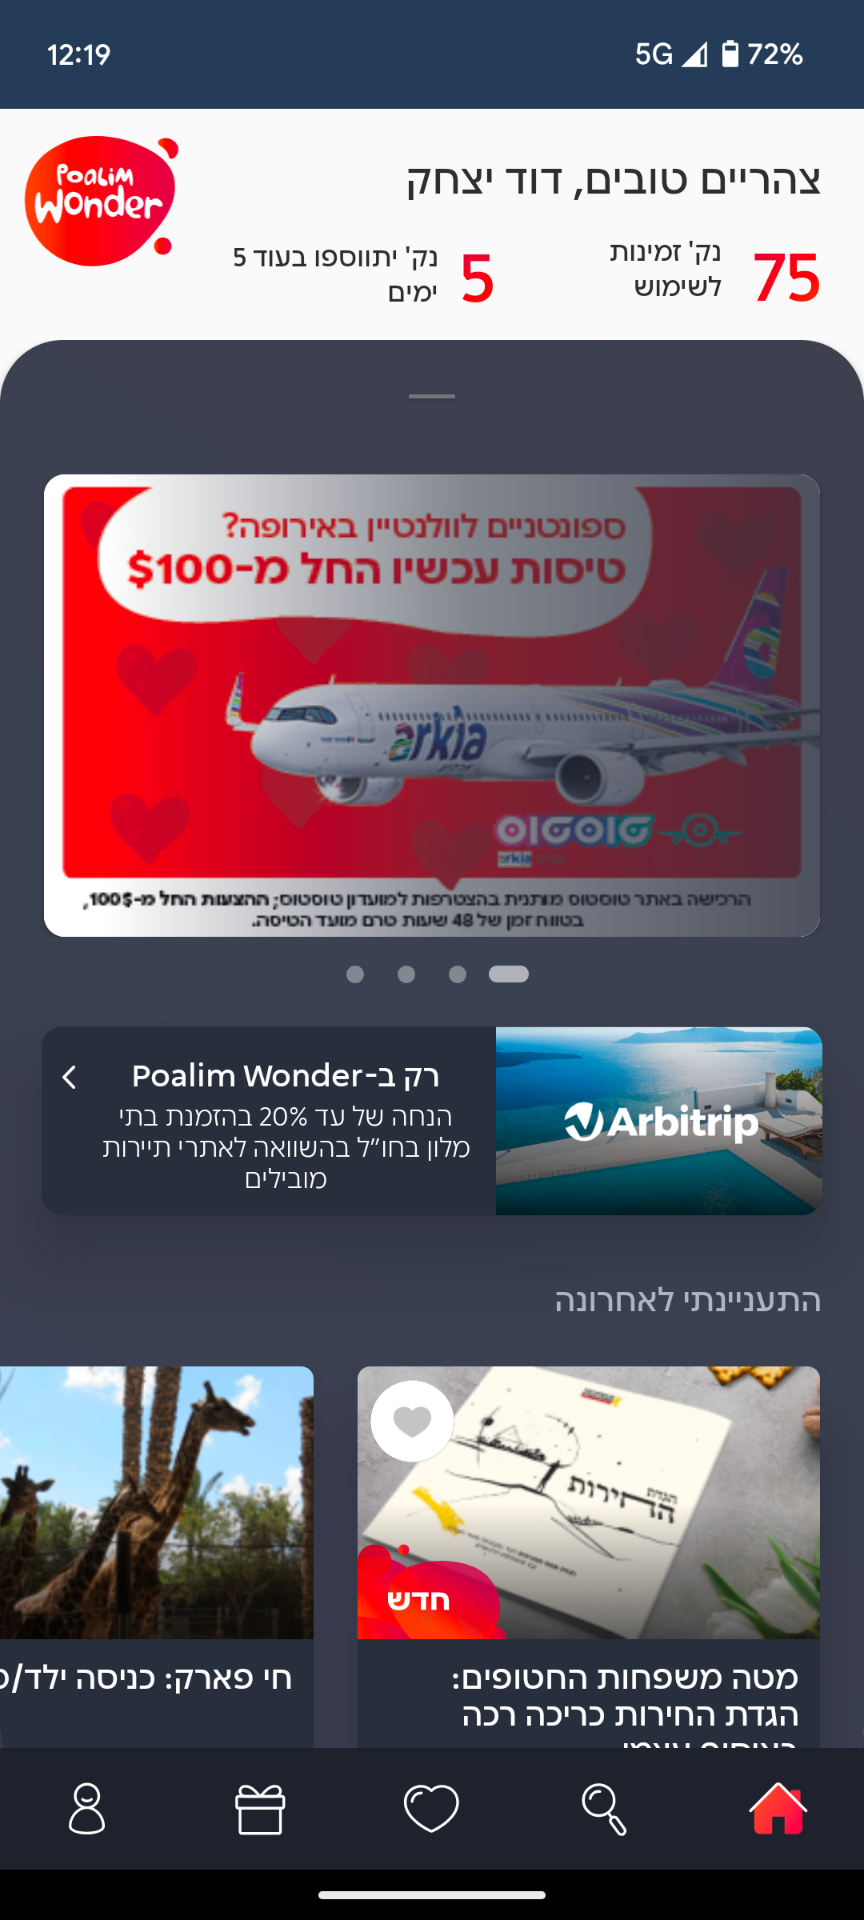 12:19
5G 72%
Poalim
Wonder
צהריים טובים, דוד יצחק
75
נק' זמינות
לשימוש
5
נק' יתווספו בעוד 5
ימים
ספונטניים לוולנטיין באירופה?
טיסות עכשיו החל מ-100$
arkia
טוסטוס
arkia
הרכישה באתר טוסטוס מותנית בהצטרפות למועדון טוסטוס; ההצעות החל מ-100$,
בטווח זמן של 48 שעות טרם מועד הטיסה.
Arbitrip
רק ב-Poalim Wonder
הנחה של עד 20% בהזמנת בתי
מלון בחו״ל בהשוואה לאתרי תיירות
מובילים
התעניינתי לאחרונה
הגדת
החירות
חדש
מטה משפחות החטופים:
הגדת החירות כריכה רכה
חי פארק: כניסה ילד/